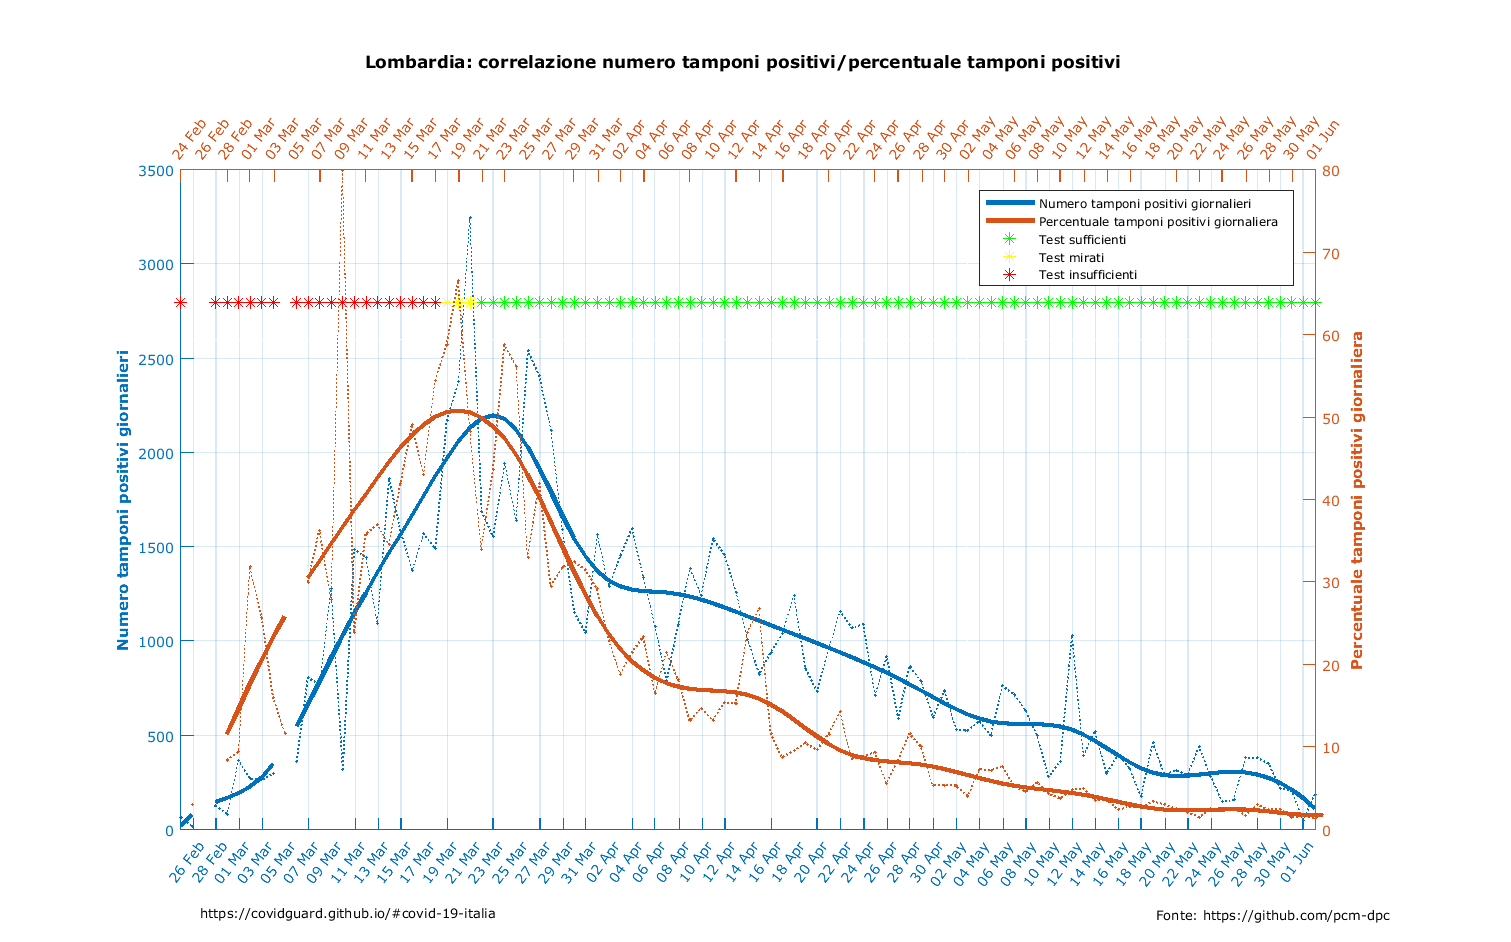 Lombardia: correlazione numero tamponi positivi/percentuale tamponi positivi
24 Feb
26 Feb
28 Feb
01 Mar
03 Mar
05 Mar
07 Mar
09 Mar
11 Mar
13 Mar
15 Mar
17 Mar
19 Mar
21 Mar
23 Mar
25 Mar
27 Mar
29 Mar
31 Mar
02 Apr
04 Apr
06 Apr
08 Apr
10 Apr
12 Apr
14 Apr
16 Apr
18 Apr
20 Apr
22 Apr
24 Apr
26 Apr
28 Apr
30 Apr
02 May
04 May
06 May
08 May
10 May
12 May
14 May
16 May
18 May
20 May
22 May
24 May
26 May
28 May
30 May
01 Jun
Numero tamponi positivi giornalieri
3500
3000
2500
2000
1500
1000
500
0
Numero tamponi positivi giornalieri
Percentuale tamponi positivi giornaliera
Test sufficienti
Test mirati
Test insufficienti
80
70
60
50
40
30
20
10
0
Percentuale tamponi positivi giornaliera
26 Feb
28 Feb
01 Mar
03 Mar
05 Mar
07 Mar
09 Mar
11 Mar
13 Mar
15 Mar
17 Mar
19 Mar
21 Mar
23 Mar
25 Mar
27 Mar
29 Mar
31 Mar
02 Apr
04 Apr
06 Apr
08 Apr
10 Apr
12 Apr
14 Apr
16 Apr
18 Apr
20 Apr
22 Apr
24 Apr
26 Apr
28 Apr
30 Apr
02 May
04 May
06 May
08 May
10 May
12 May
14 May
16 May
18 May
20 May
22 May
24 May
26 May
28 May
30 May
01 Jun
https://covidguard.github.io/#covid-19-italia
Fonte: https://github.com/pcm-dpc